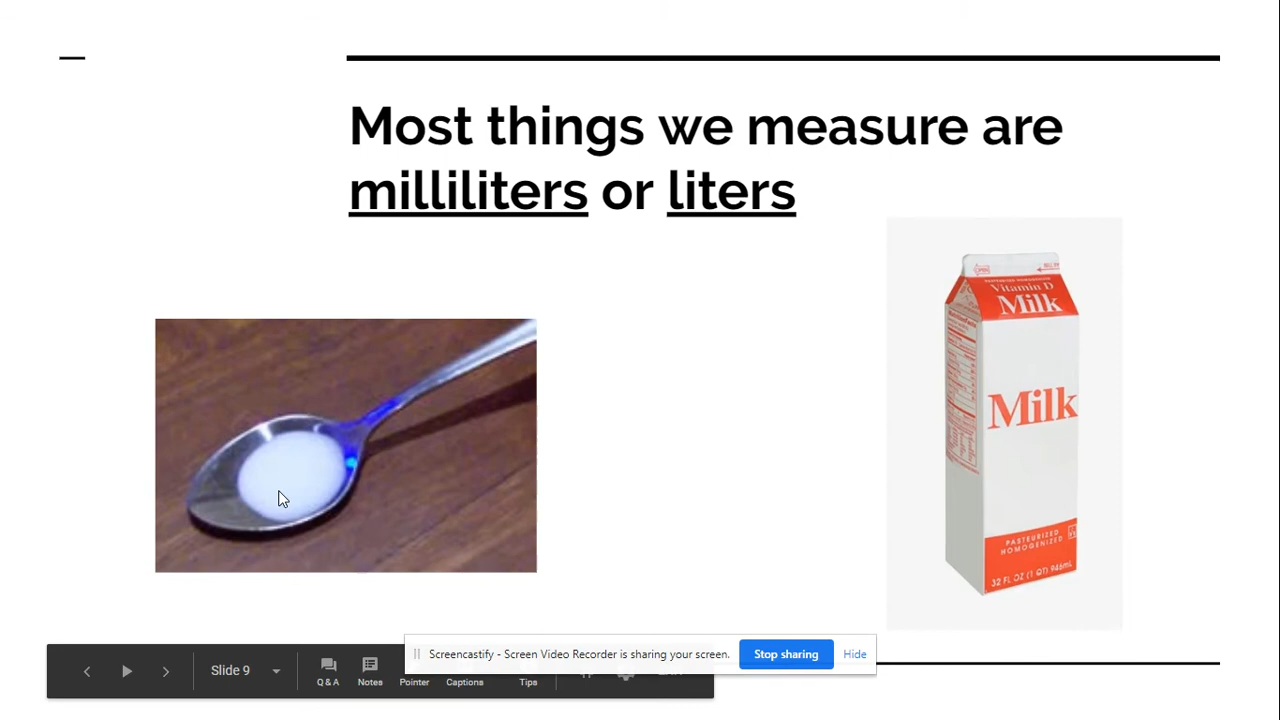 Most things we measure are
milliliters or liters
OPEN
Vitamin D
Milk
Milk
PASTEURIZED
HOMOGENIZED
32 FL OZ (1 QT) 946mL
Slide 9
Q & A
Notes
Pointer
Captions
Tips
Screencastify - Screen Video Recorder is sharing your screen.
Stop sharing
Hide